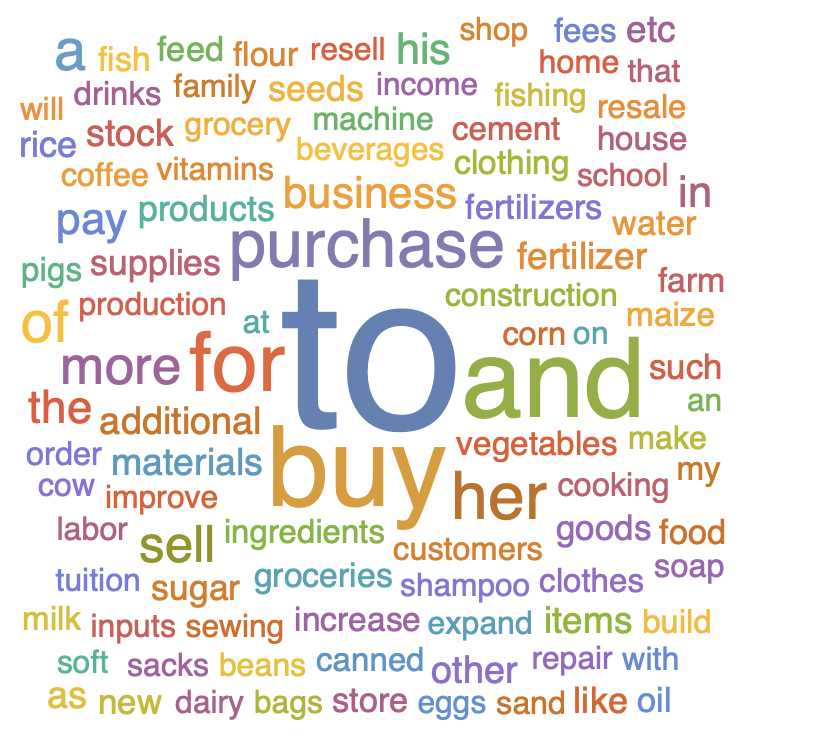 shop fees etc
a fish feed flour resell his home that
drinks family seeds income fishing resale
will rice stock grocery machine cement house
beverages
coffee vitamins clothing school
business in
pay products fertilizers water
purchase
pigs supplies fertilizer farm
production construction maize
of at to corn on
more for and such
the additional an
buy vegetables make
order materials my
cow improve her cooking
labor sell ingredients customers goods food
tuition sugar groceries shampoo clothes soap
milk inputs sewing increase expand items build
soft sacks beans canned other repair with
as new dairy bags store eggs sand like oil